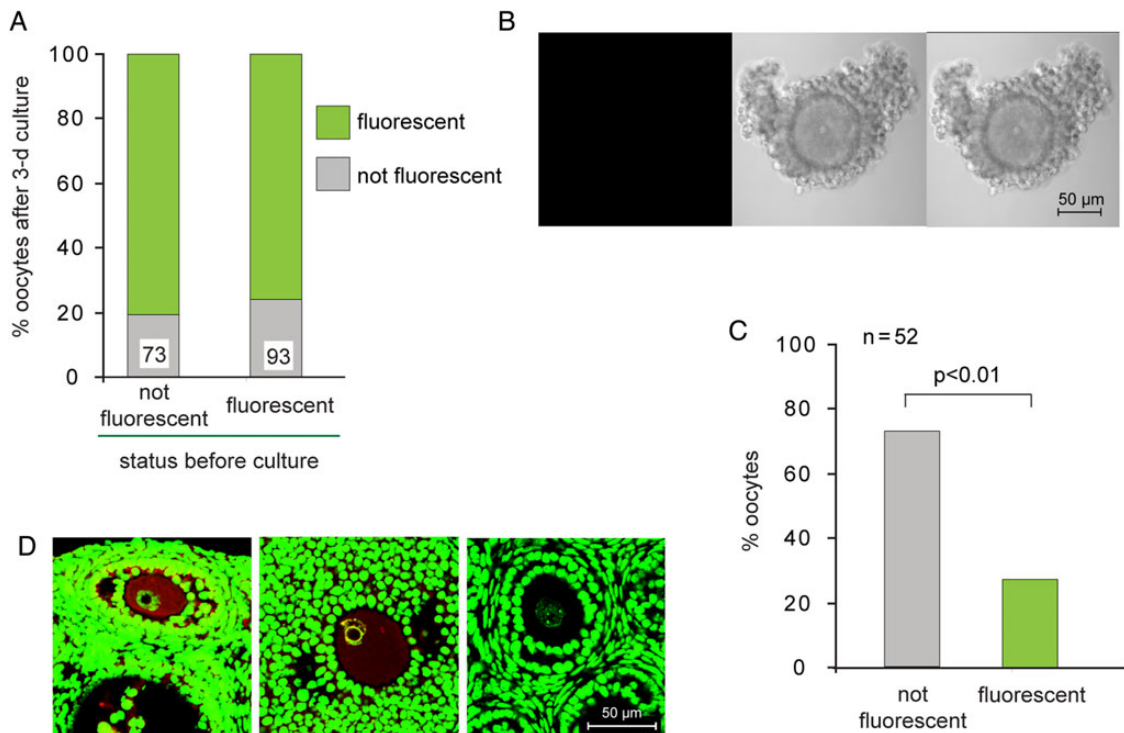 A
% oocytes after 3-d culture
100
80
60
40
20
0
73
93
not
fluorescent
fluorescent
status before culture
fluorescent
not fluorescent
B
50 µm
C
n = 52
p<0.01
% oocytes
100
80
60
40
20
0
not
fluorescent
fluorescent
D
50 µm